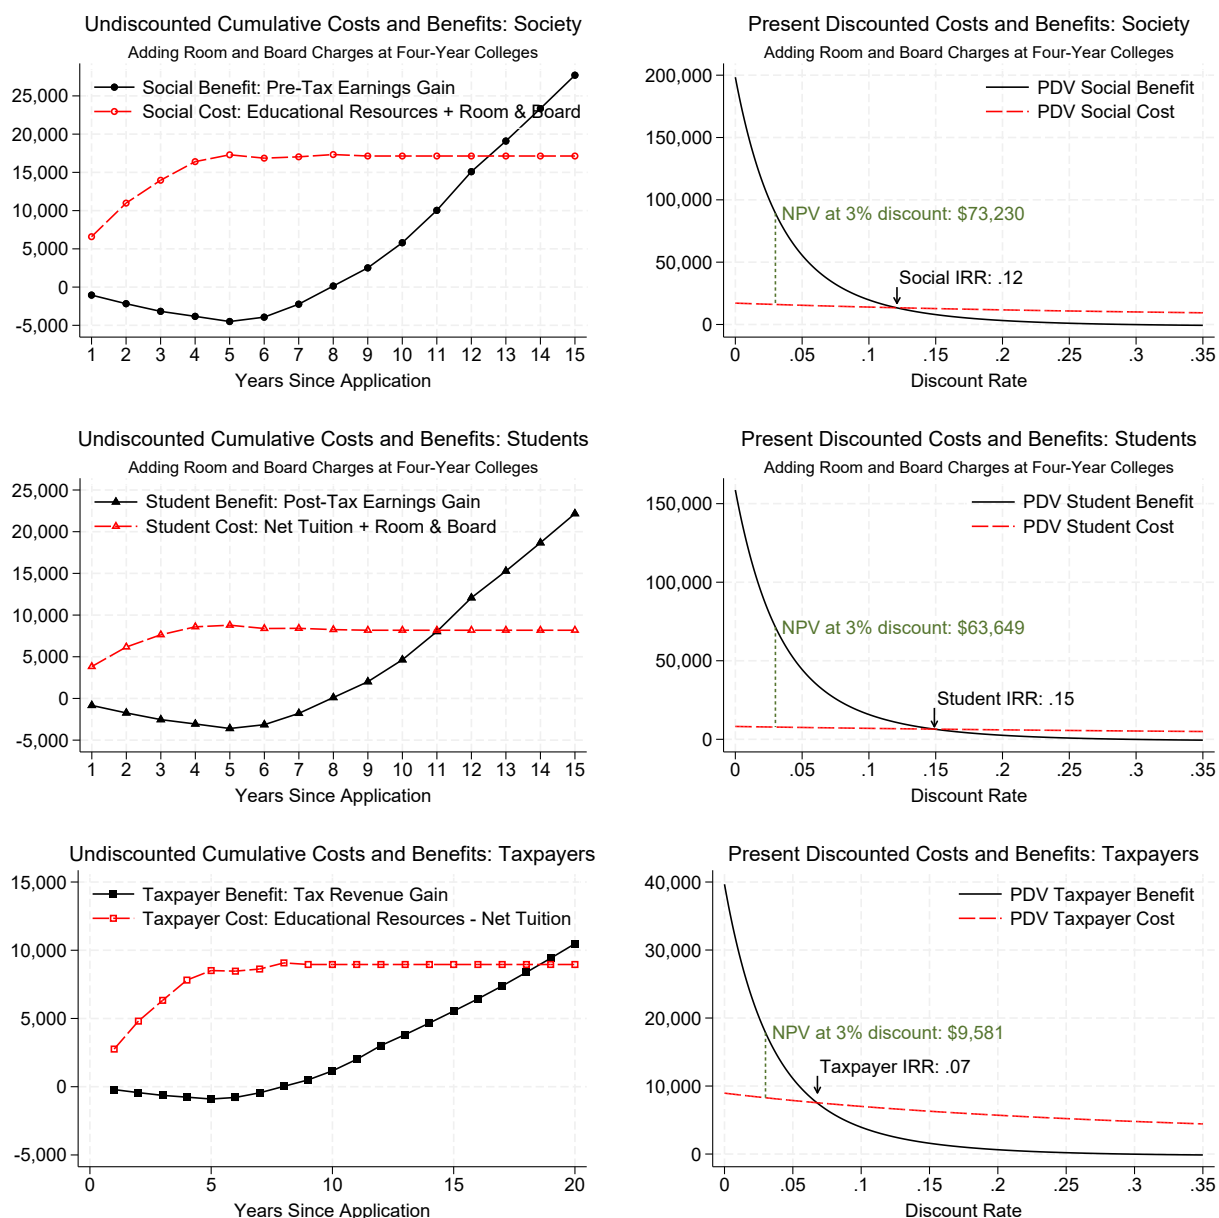 Undiscounted Cumulative Costs and Benefits: Society
Adding Room and Board Charges at Four-Year Colleges
Social Benefit: Pre-Tax Earnings Gain
Social Cost: Educational Resources + Room & Board
25,000
20,000
15,000
10,000
5,000
0
-5,000
1 2 3 4 5 6 7 8 9 10 11 12 13 14 15
Years Since Application
Present Discounted Costs and Benefits: Society
Adding Room and Board Charges at Four-Year Colleges
PDV Social Benefit
PDV Social Cost
200,000
150,000
100,000
50,000
0
NPV at 3% discount: $73,230
Social IRR: .12
0 .05 .1 .15 .2 .25 .3 .35
Discount Rate
Undiscounted Cumulative Costs and Benefits: Students
Adding Room and Board Charges at Four-Year Colleges
Student Benefit: Post-Tax Earnings Gain
Student Cost: Net Tuition + Room & Board
25,000
20,000
15,000
10,000
5,000
0
-5,000
1 2 3 4 5 6 7 8 9 10 11 12 13 14 15
Years Since Application
Present Discounted Costs and Benefits: Students
Adding Room and Board Charges at Four-Year Colleges
PDV Student Benefit
PDV Student Cost
150,000
100,000
50,000
0
NPV at 3% discount: $63,649
Student IRR: .15
0 .05 .1 .15 .2 .25 .3 .35
Discount Rate
Undiscounted Cumulative Costs and Benefits: Taxpayers
Taxpayer Benefit: Tax Revenue Gain
Taxpayer Cost: Educational Resources - Net Tuition
15,000
10,000
5,000
0
-5,000
0 5 10 15 20
Years Since Application
Present Discounted Costs and Benefits: Taxpayers
PDV Taxpayer Benefit
PDV Taxpayer Cost
40,000
30,000
20,000
10,000
0
NPV at 3% discount: $9,581
Taxpayer IRR: .07
0 .05 .1 .15 .2 .25 .3 .35
Discount Rate